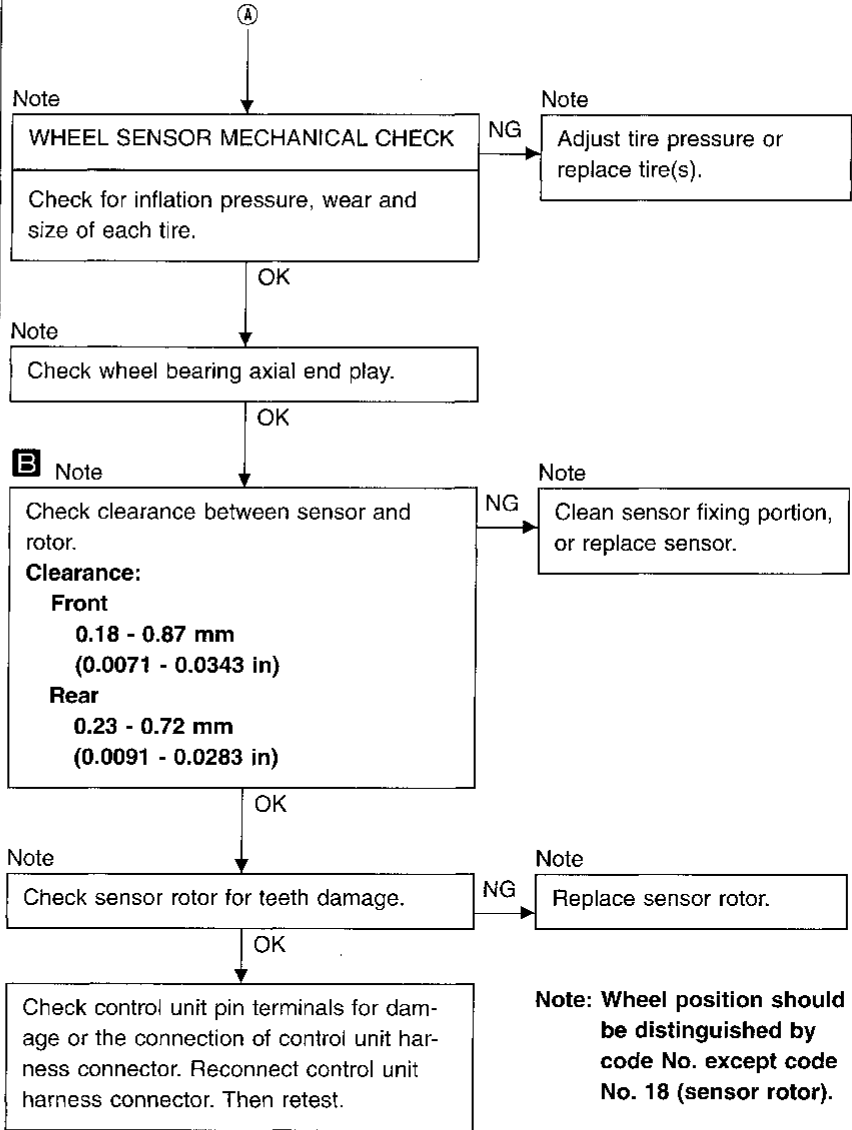 A
Note
WHEEL SENSOR MECHANICAL CHECK
Check for inflation pressure, wear and
size of each tire.
NG
Note
Adjust tire pressure or
replace tire(s).
OK
Note
Check wheel bearing axial end play.
OK
B Note
Check clearance between sensor and
rotor.
Clearance:
Front
0.18 - 0.87 mm
(0.0071 - 0.0343 in)
Rear
0.23 - 0.72 mm
(0.0091 - 0.0283 in)
NG
Note
Clean sensor fixing portion,
or replace sensor.
OK
Note
Check sensor rotor for teeth damage.
NG
Note
Replace sensor rotor.
OK
Check control unit pin terminals for dam-
age or the connection of control unit har-
ness connector. Reconnect control unit
harness connector. Then retest.
Note: Wheel position should
be distinguished by
code No. except code
No. 18 (sensor rotor).